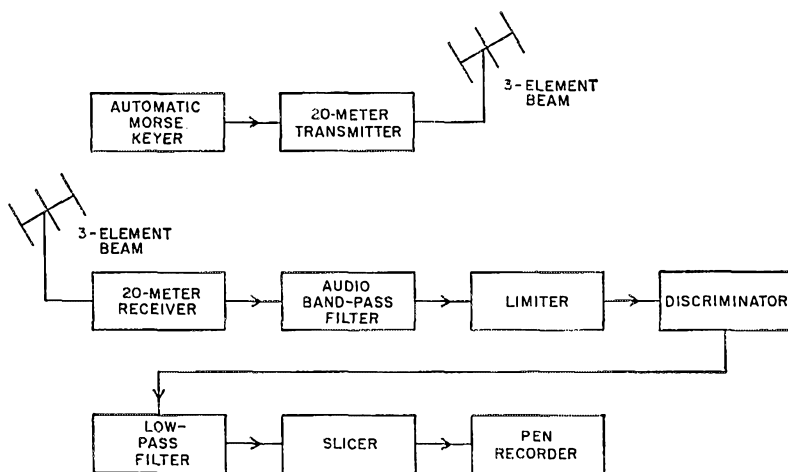 3-ELEMENT
BEAM
AUTOMATIC
MORSE
KEYER
20-METER
TRANSMITTER
3-ELEMENT
BEAM
20-METER
RECEIVER
AUDIO
BAND-PASS
FILTER
LIMITER
DISCRIMINATOR
LOW-
PASS
FILTER
SLICER
PEN
RECORDER